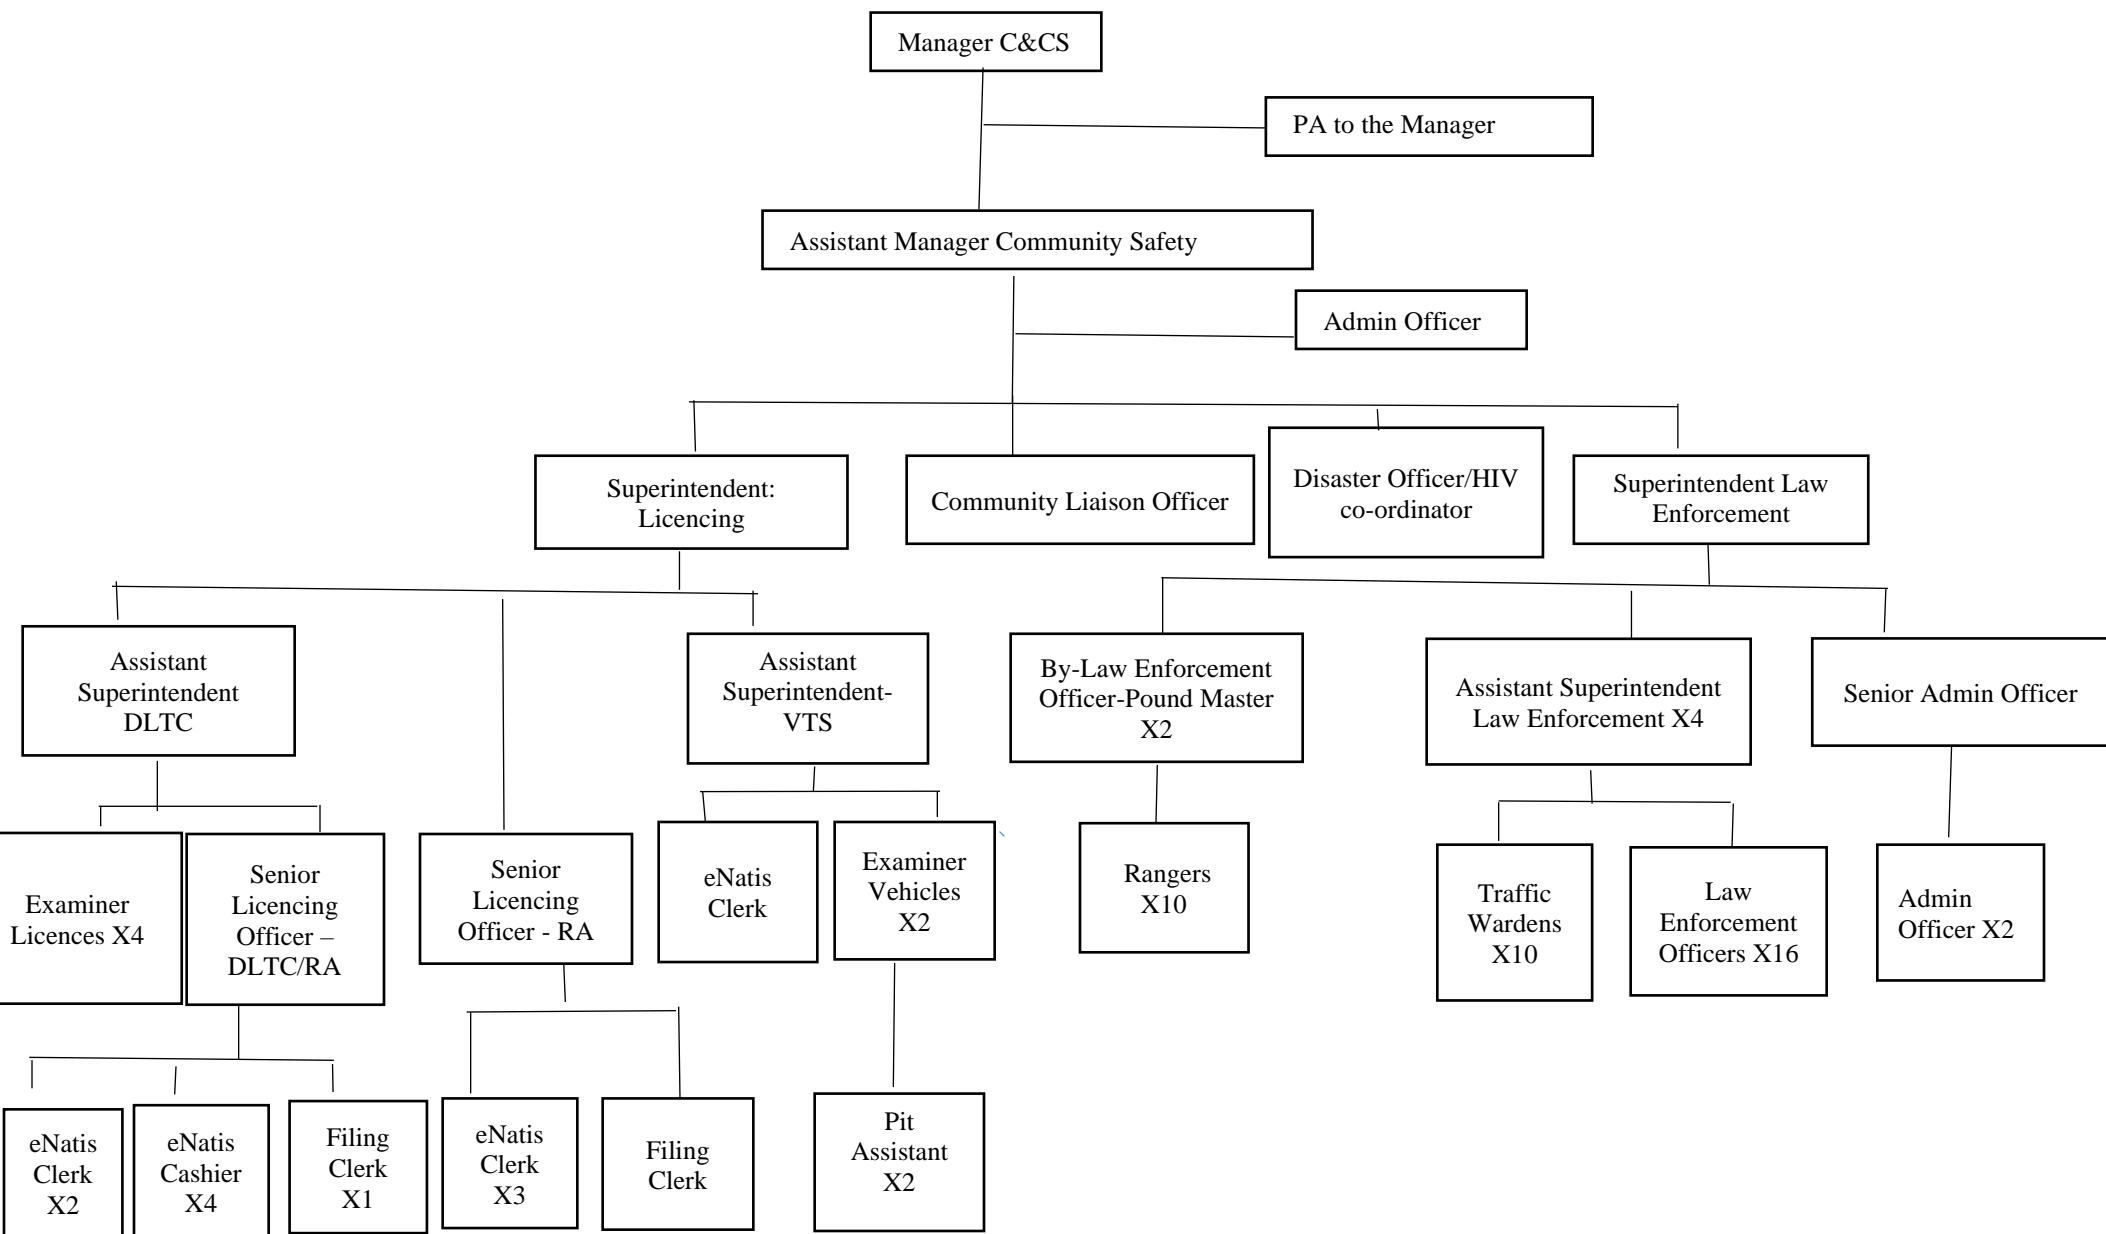 Manager C&CS
PA to the Manager
Assistant Manager Community Safety
Admin Officer
Superintendent:
Licencing
Community Liaison Officer
Disaster Officer/HIV
co-ordinator
Superintendent Law
Enforcement
Assistant
Superintendent
DLTC
Assistant
Superintendent-
VTS
By-Law Enforcement
Officer-Pound Master
X2
Assistant Superintendent
Law Enforcement X4
Senior Admin Officer
Examiner
Licences X4
Senior
Licencing
Officer –
DLTC/RA
Senior
Licencing
Officer - RA
eNatis
Clerk
Examiner
Vehicles
X2
Rangers
X10
Traffic
Wardens
X10
Law
Enforcement
Officers X16
Admin
Officer X2
eNatis
Clerk
X2
eNatis
Cashier
X4
Filing
Clerk
X1
eNatis
Clerk
X3
Filing
Clerk
Pit
Assistant
X2